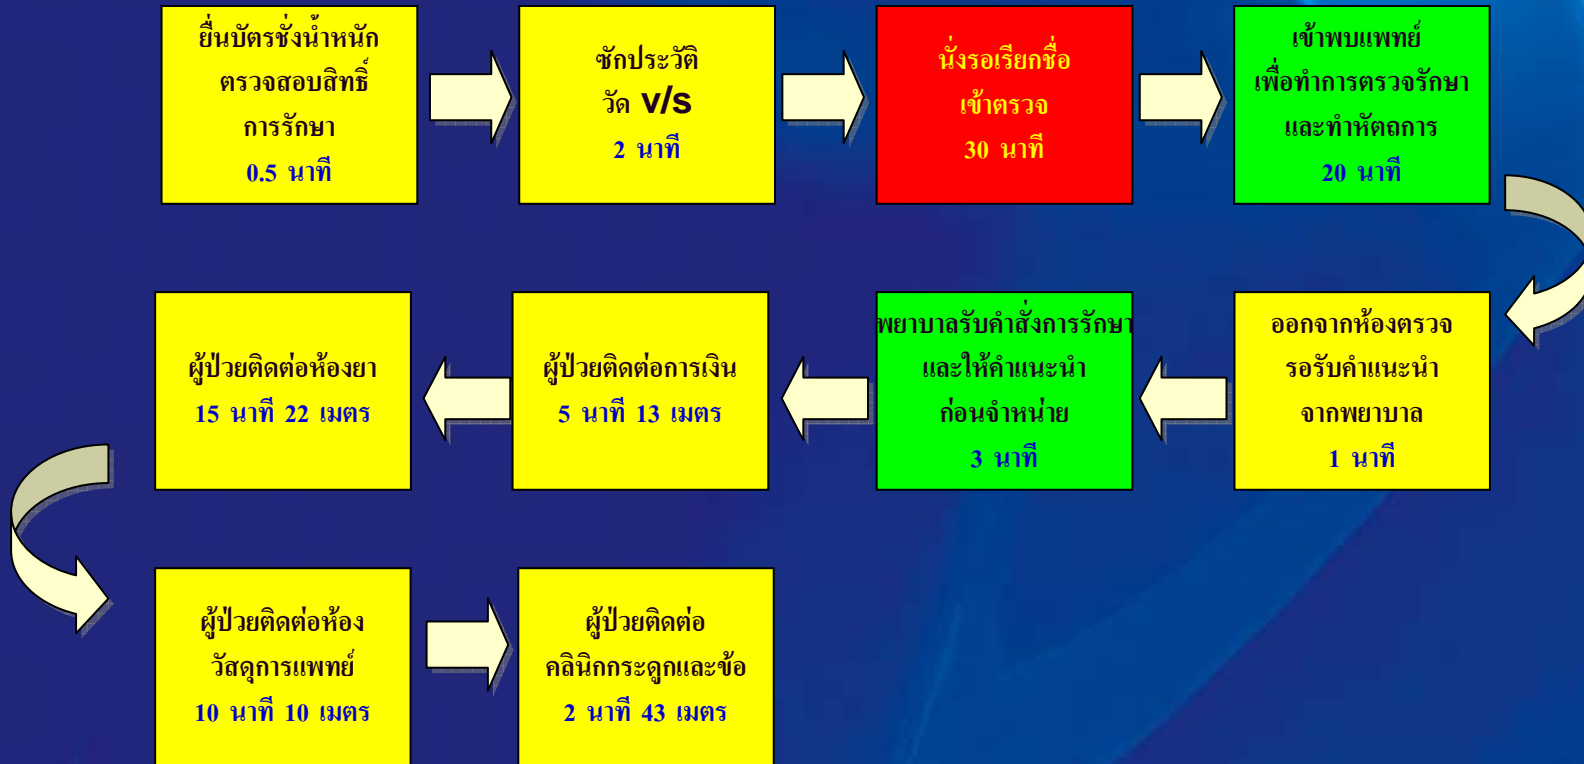 ยื่นบัตรชั่งน้ำหนัก
ตรวจสอบสิทธิ์
การรักษา
0.5 นาที
ซักประวัติ
วัด v/s
2 นาที
นั่งรอเรียกชื่อ
เข้าตรวจ
30 นาที
เข้าพบแพทย์
เพื่อทำการตรวจรักษา
และทำหัตถการ
20 นาที
ออกจากห้องตรวจ
รอรับคำแนะนำ
จากพยาบาล
1 นาที
พยาบาลรับคำสั่งการรักษา
และให้คำแนะนำ
ก่อนจำหน่าย
3 นาที
ผู้ป่วยติดต่อการเงิน
5 นาที 13 เมตร
ผู้ป่วยติดต่อห้องยา
15 นาที 22 เมตร
ผู้ป่วยติดต่อห้อง
วัสดุการแพทย์
10 นาที 10 เมตร
ผู้ป่วยติดต่อ
คลินิกกระดูกและข้อ
2 นาที 43 เมตร